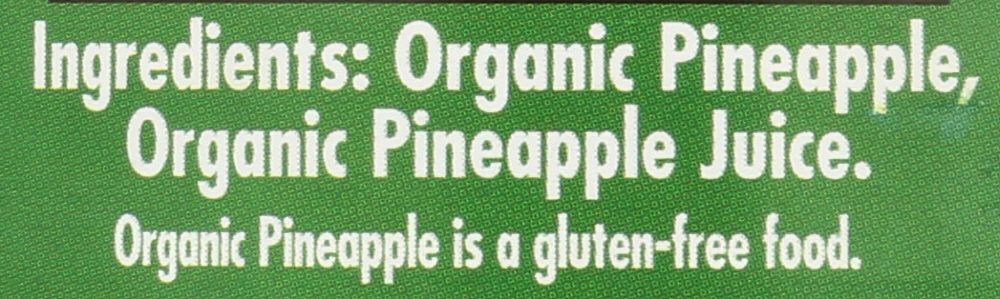 Ingredients: Organic Pineapple,
Organic Pineapple Juice.
Organic Pineapple is a gluten-free food.